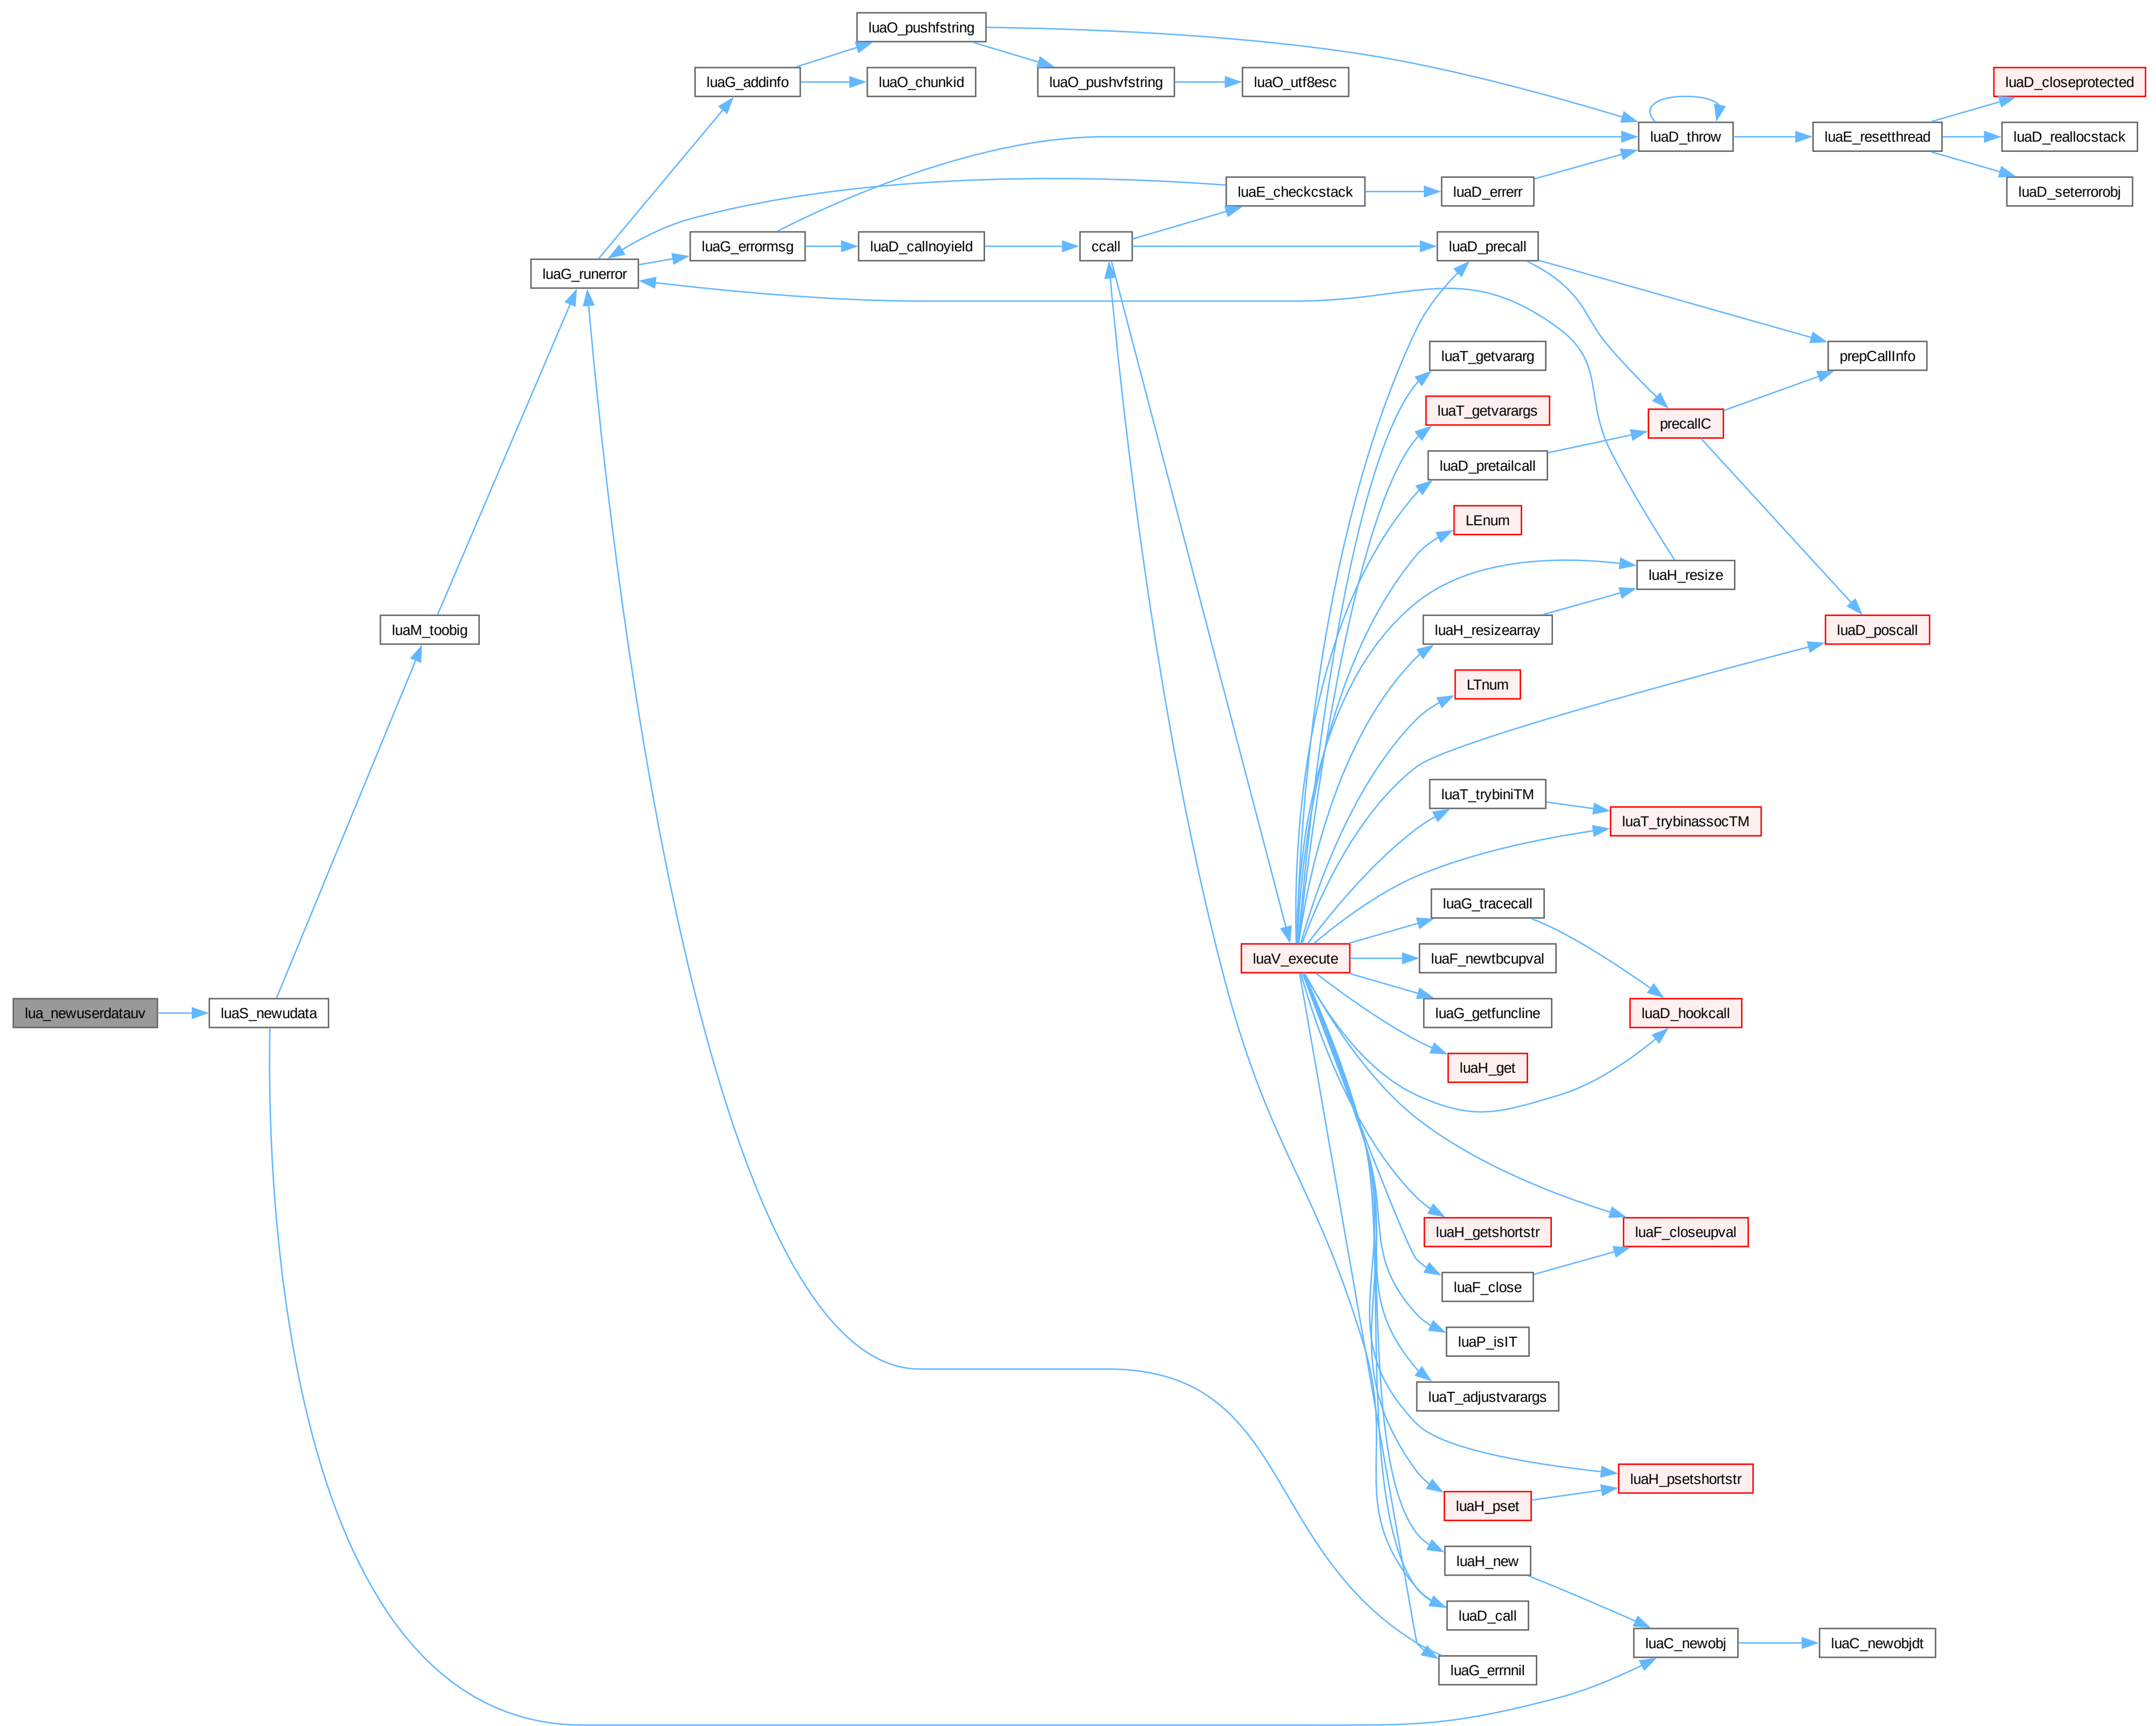 luaO_pushfstring
luaG_addinfo
luaO_chunkid
luaO_pushvfstring
luaO_utf8esc
luaD_closeprotected
luaD_throw
luaE_resetthread
luaD_reallocstack
luaE_checkcstack
luaD_errerr
luaD_seterrorobj
luaG_runerror
luaG_errormsg
luaD_callnoyield
ccall
luaD_precall
luaT_getvararg
prepCallInfo
luaT_getvarargs
precallC
luaD_pretailcall
LEnum
luaH_resize
luaM_toobig
luaH_resizearray
luaD_poscall
LTnum
luaT_trybiniTM
luaT_trybinassocTM
luaG_tracecall
luaV_execute
luaF_newtbcupval
lua_newuserdatauv
luaS_newudata
luaG_getfuncline
luaD_hookcall
luaH_get
luaH_getshortstr
luaF_closeupval
luaF_close
luaP_isIT
luaT_adjustvarargs
luaH_psetshortstr
luaH_pset
luaH_new
luaD_call
luaC_newobj
luaC_newobjdt
luaG_errnnil